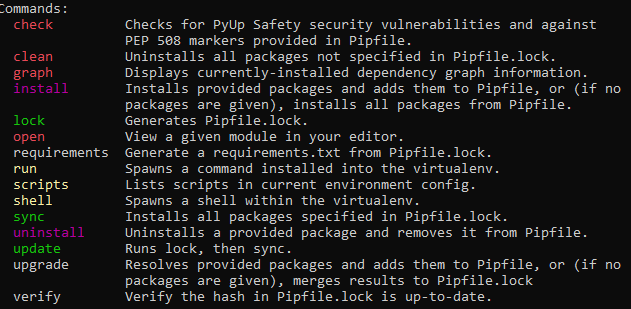 Commands:
check Checks for PyUp Safety security vulnerabilities and against
PEP 508 markers provided in Pipfile.
clean Uninstalls all packages not specified in Pipfile.lock.
graph Displays currently-installed dependency graph information.
install Installs provided packages and adds them to Pipfile, or (if no
packages are given), installs all packages from Pipfile.
lock Generates Pipfile.lock.
open View a given module in your editor.
requirements Generate a requirements.txt from Pipfile.lock.
run Spawns a command installed into the virtualenv.
scripts Lists scripts in current environment config.
shell Spawns a shell within the virtualenv.
sync Installs all packages specified in Pipfile.lock.
uninstall Uninstalls a provided package and removes it from Pipfile.
update Runs lock, then sync.
upgrade Resolves provided packages and adds them to Pipfile, or (if no
packages are given), merges results to Pipfile.lock
verify Verify the hash in Pipfile.lock is up-to-date.